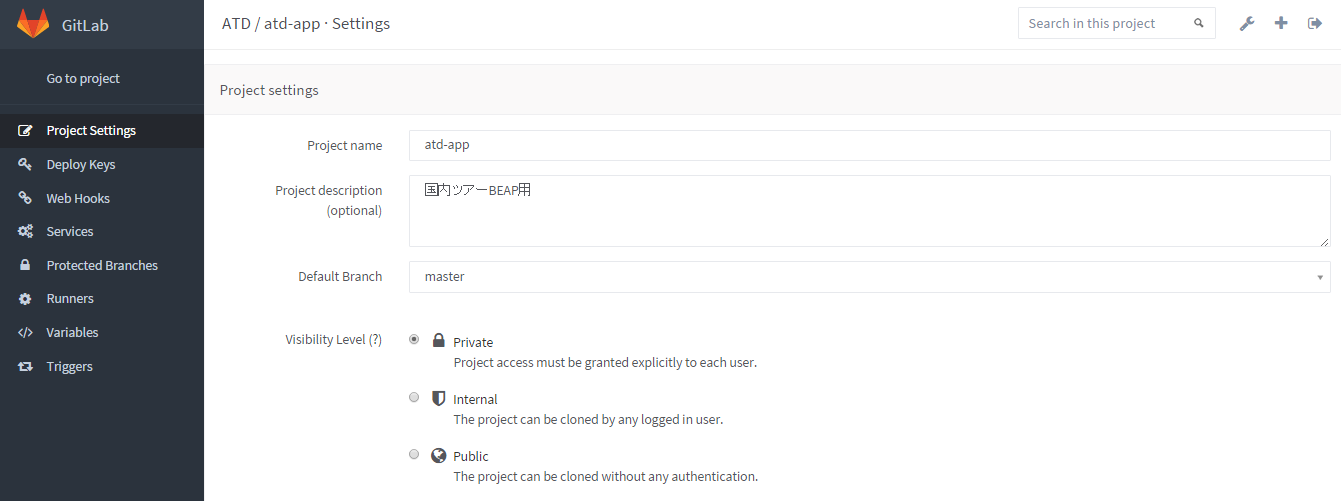 GitLab
ATD / atd-app · Settings
Search in this project
Go to project
Project Settings
Deploy Keys
Web Hooks
Services
Protected Branches
Runners
Variables
Triggers
Project settings
Project name
atd-app
Project description
(optional)
国内ツアーBEAP用
Default Branch
master
Visibility Level (?)
Private
Project access must be granted explicitly to each user.
Internal
The project can be cloned by any logged in user.
Public
The project can be cloned without any authentication.